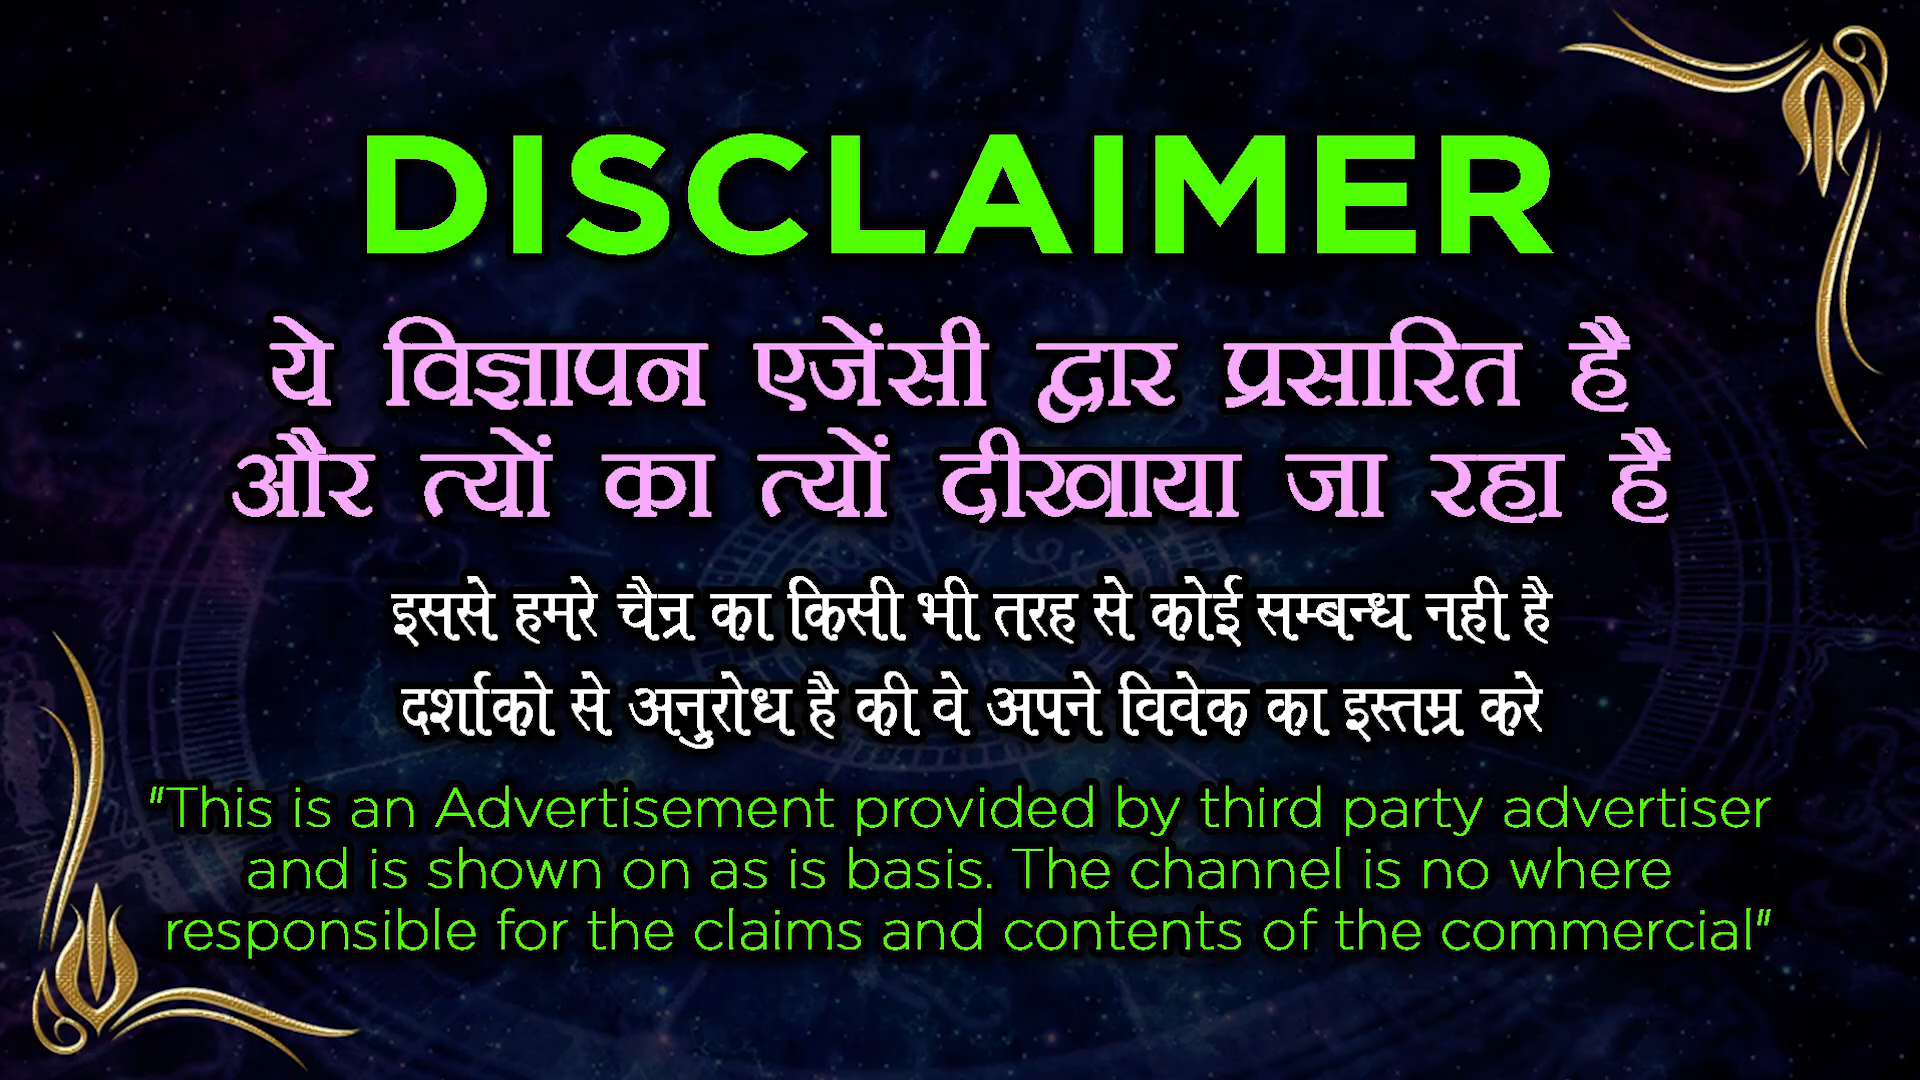 DISCLAIMER
ये विज्ञापन एजेंसी द्वार प्रसारित है
और त्यों का त्यों दीखाया जा रहा है
इससे हमरे चैन्र का किसी भी तरह से कोई सम्बन्ध नही है
दर्शाको से अनुरोध है की वे अपने विवेक का इस्तम्र करे
"This is an Advertisement provided by third party advertiser
and is shown on as is basis. The channel is no where
responsible for the claims and contents of the commercial"